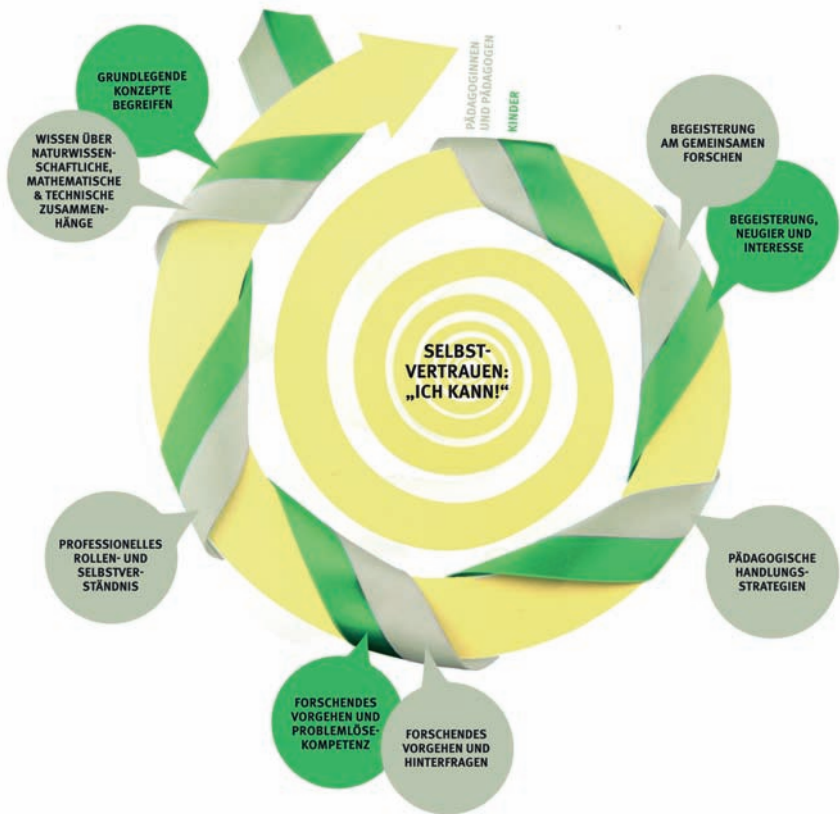 PÄDAGOGINNEN
UND PÄDAGOGEN
KINDER
GRUNDLEGENDE
KONZEPTE
BEGREIFEN
WISSEN ÜBER
NATURWISSEN-
SCHAFTLICHE,
MATHEMATISCHE
& TECHNISCHE
ZUSAMMEN-
HÄNGE
BEGEISTERUNG
AM GEMEINSAMEN
FORSCHEN
BEGEISTERUNG,
NEUGIER UND
INTERESSE
SELBST-
VERTRAUEN:
„ICH KANN!“
PROFESSIONELLES
ROLLEN- UND
SELBSTVER-
STÄNDNIS
PÄDAGOGISCHE
HANDLUNGS-
STRATEGIEN
FORSCHENDES
VORGEHEN UND
PROBLEMLÖSE-
KOMPETENZ
FORSCHENDES
VORGEHEN UND
HINTERFRAGEN